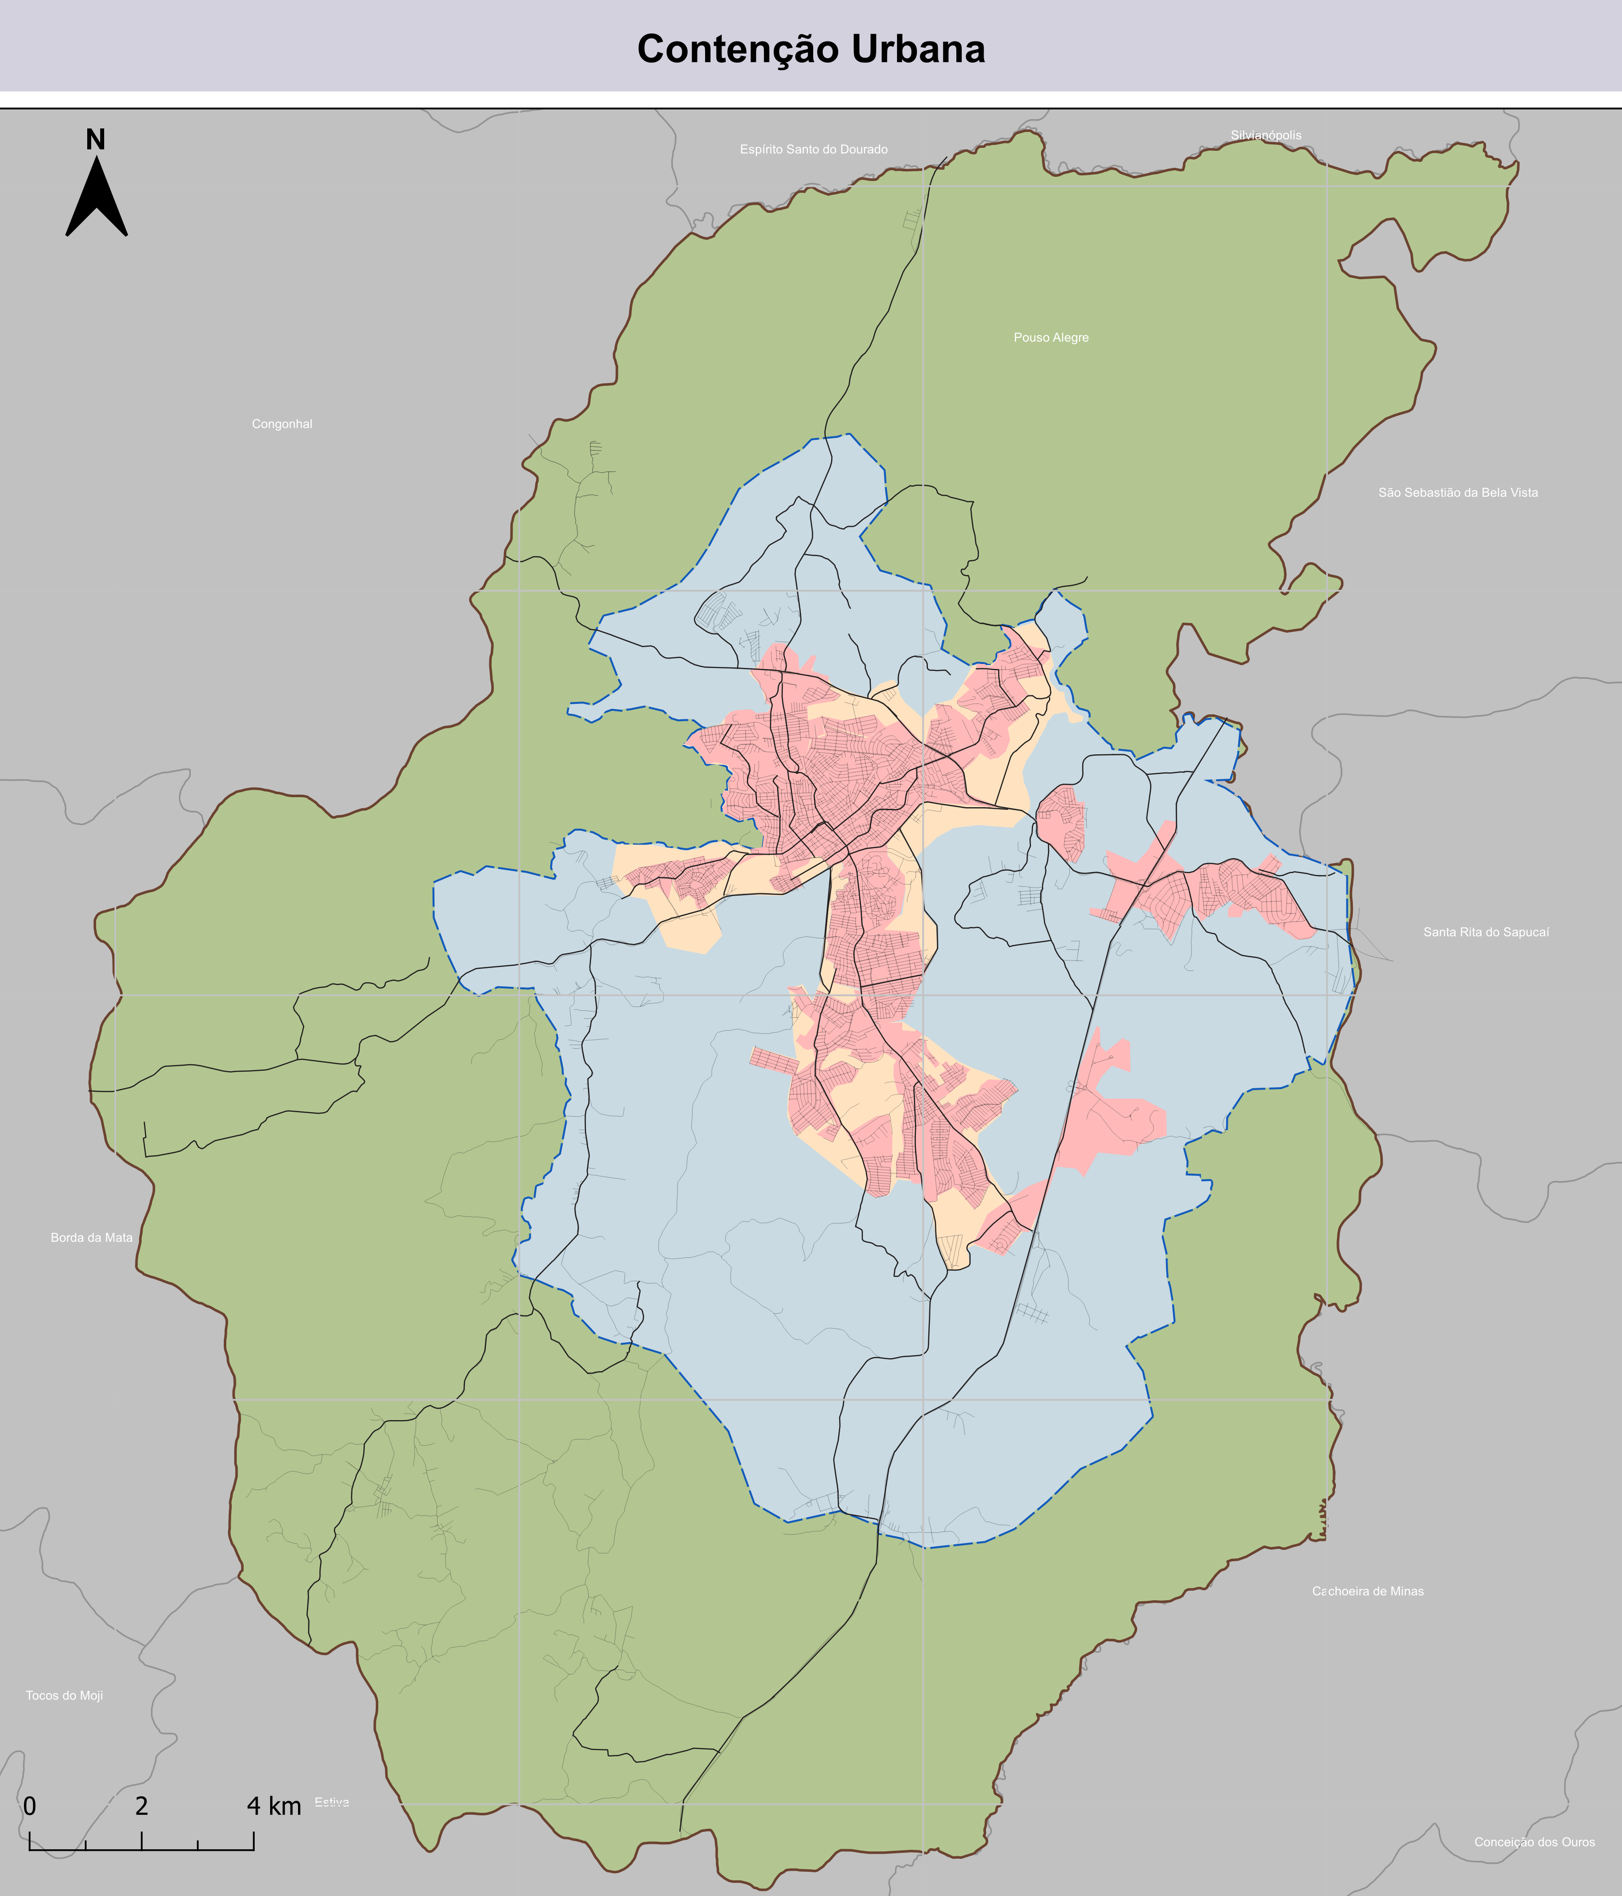 Contenção Urbana
N
Silvianópolis
Espírito Santo do Dourado
Pouso Alegre
Congonhal
São Sebastião da Bela Vista
Santa Rita do Sapucaí
Borda da Mata
Cachoeira de Minas
Tocos do Moji
Estiva
0 2 4 km
Conceição dos Ouros